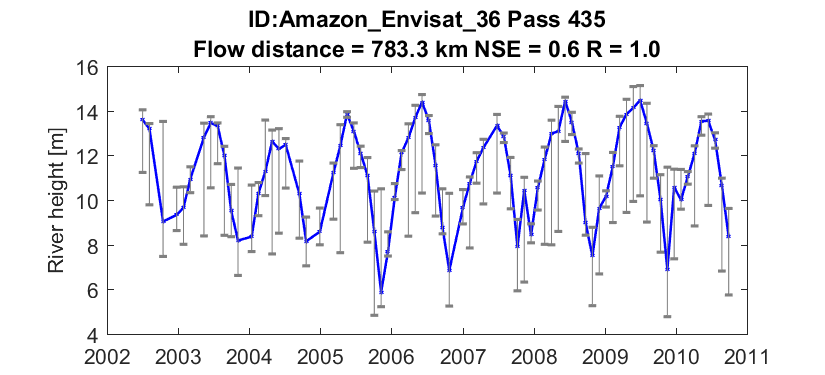 ID:Amazon_Envisat_36 Pass 435
Flow distance = 783.3 km NSE = 0.6 R = 1.0
16
14
12
10
8
6
4
River height [m]
2002 2003 2004 2005 2006 2007 2008 2009 2010 2011